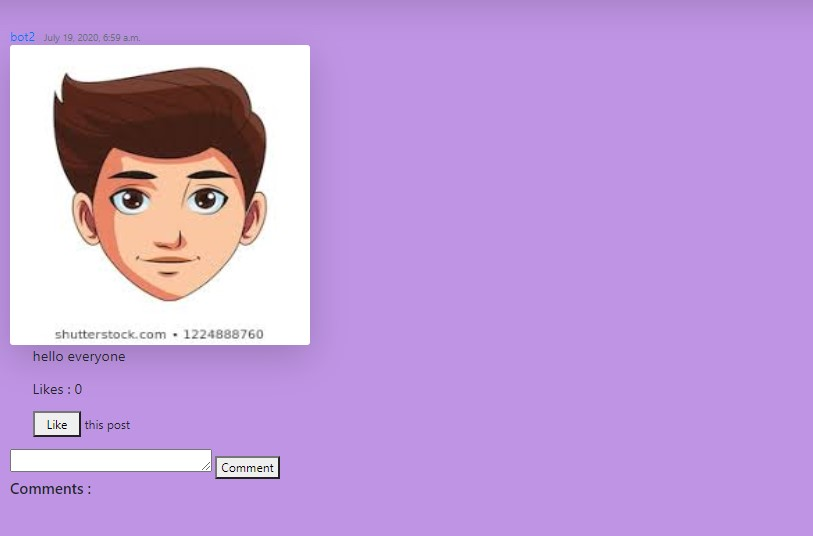 bot2 July 19, 2020, 6:59 a.m.
shutterstock.com • 1224888760
hello everyone
Likes : 0
Like this post
Comment
Comments :